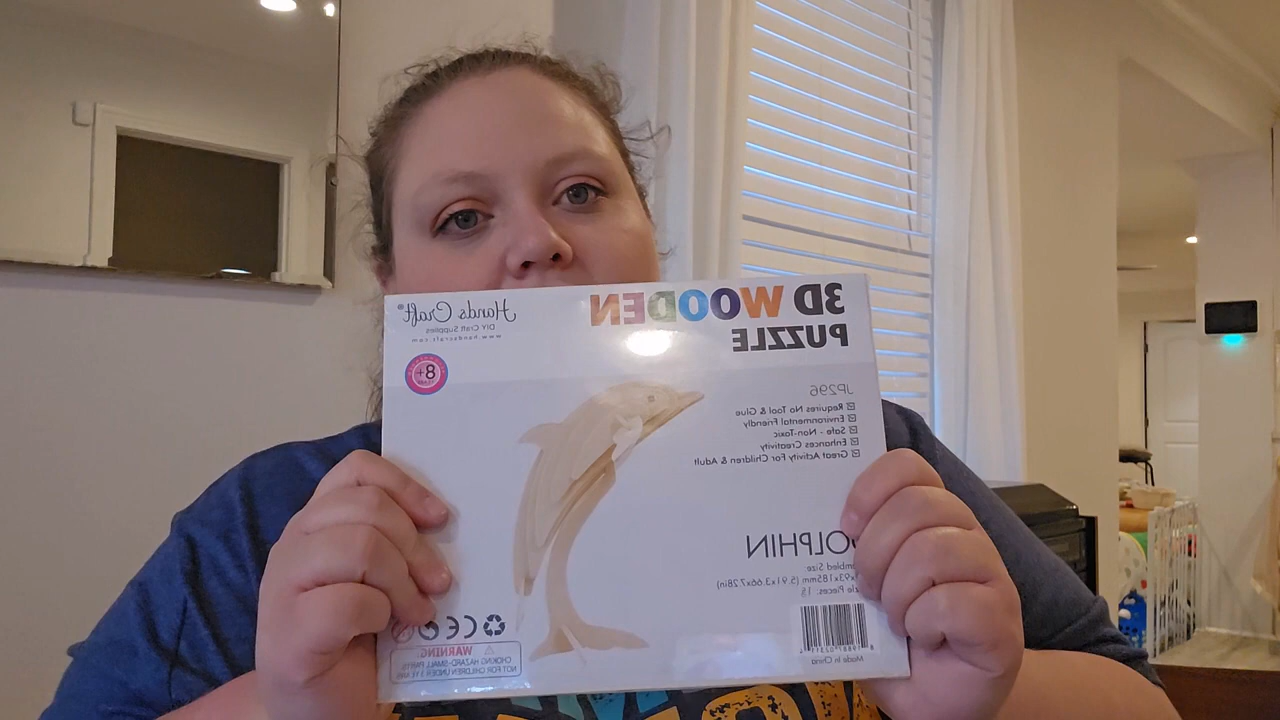 3D WOODEN
PUZZLE
Hands Craft®
DIY Craft Supplies
www.handscraft.com
8+
JP296
Requires No Tool & Glue
Environmental Friendly
Safe - Non-Toxic
Enhances Creativity
Great Activity For Children & Adult
OLPHIN
mbled Size:
x93x185mm (5.91x3.66x7.28in)
zle Pieces: 15
Made in China
CE
WARNING:
CHOKING HAZARD-SMALL PARTS
NOT FOR CHILDREN UNDER 3 YEARS